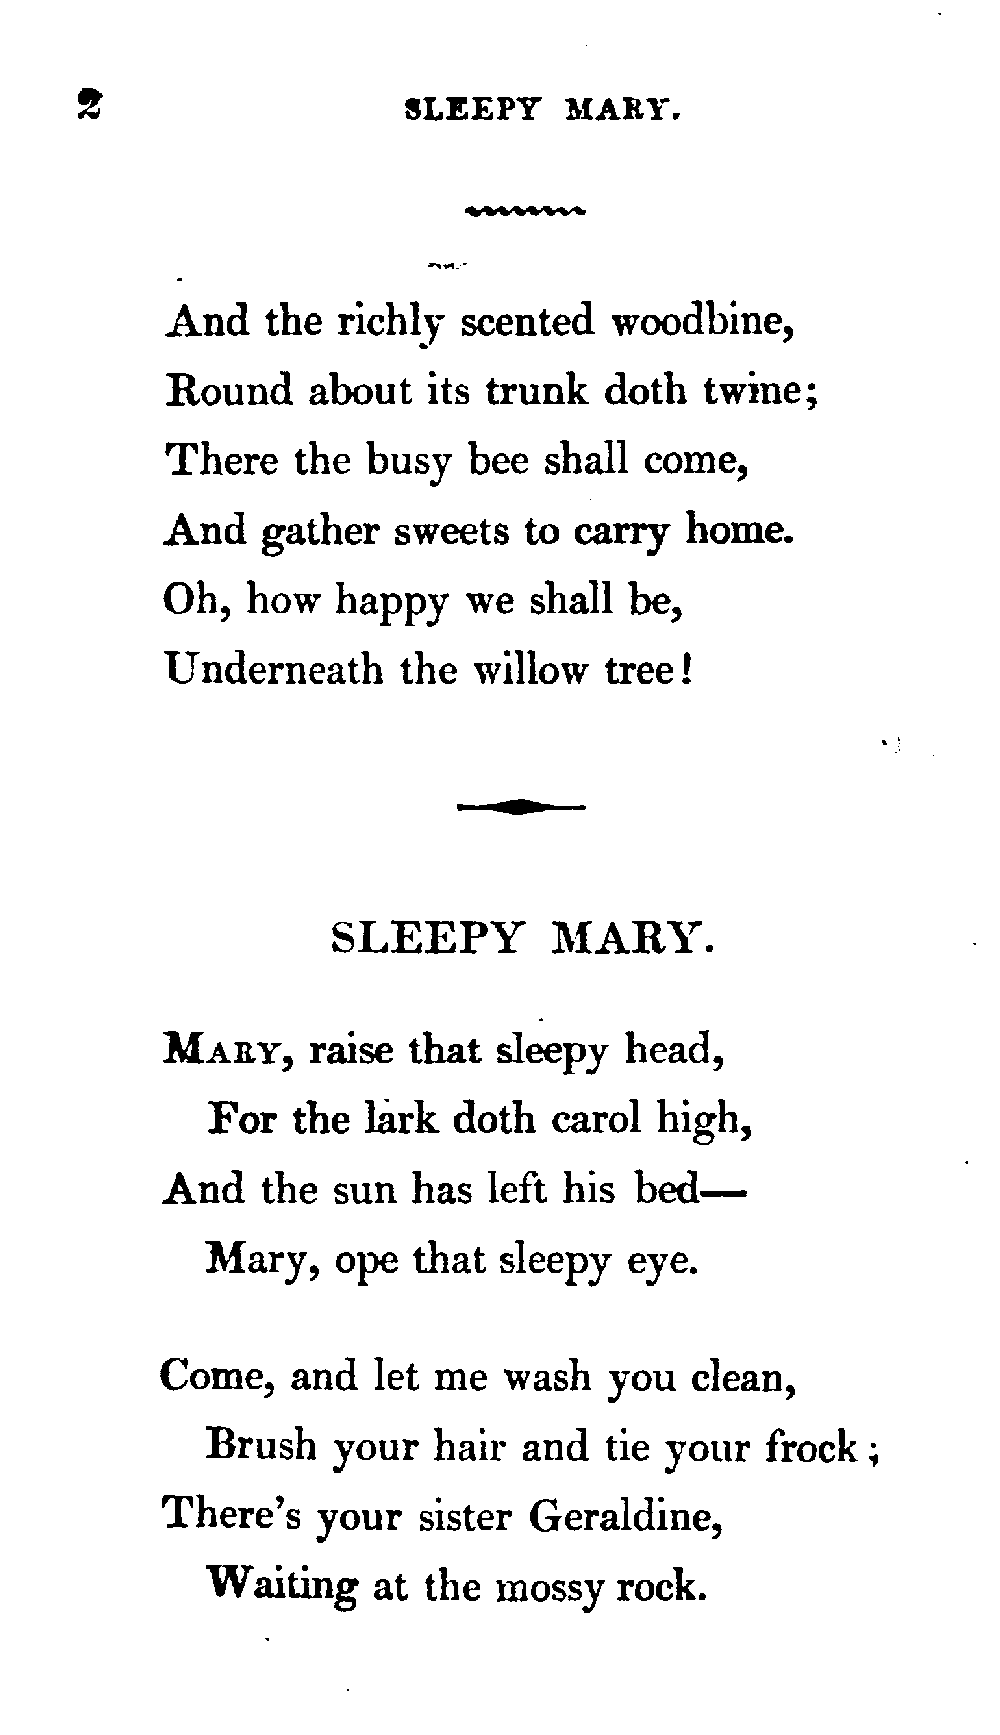 2 SLEEPY MARY.
And the richly scented woodbine,
Round about its trunk doth twine;
There the busy bee shall come,
And gather sweets to carry home.
Oh, how happy we shall be,
Underneath the willow tree!
SLEEPY MARY.
MARY, raise that sleepy head,
For the lark doth carol high,
And the sun has left his bed—
Mary, ope that sleepy eye.
Come, and let me wash you clean,
Brush your hair and tie your frock;
There's your sister Geraldine,
Waiting at the mossy rock.